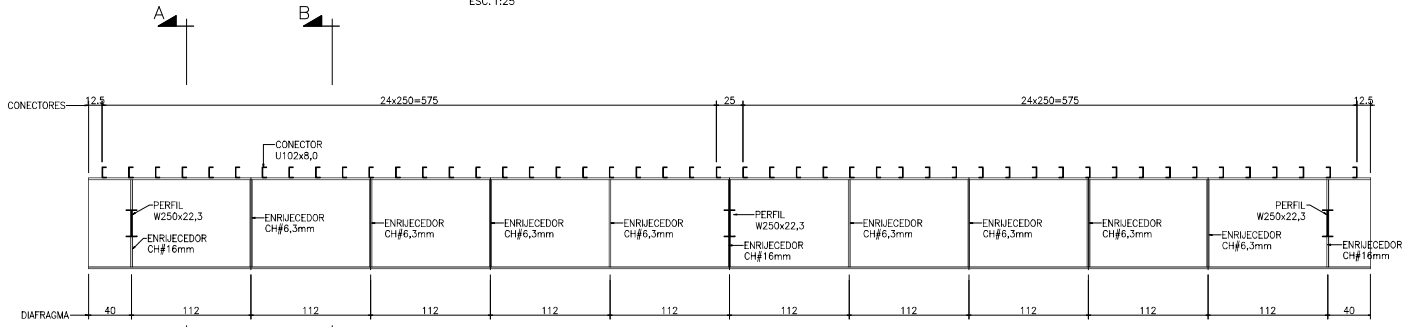 ESC. 1:25
A
B
CONECTORES
12.5
24x250=575
25
24x250=575
12.5
CONECTOR
U102x8,0
PERFIL
W250x22,3
ENRIJECEDOR
CH#16mm
ENRIJECEDOR
CH#6,3mm
ENRIJECEDOR
CH#6,3mm
ENRIJECEDOR
CH#6,3mm
ENRIJECEDOR
CH#6,3mm
PERFIL
W250x22,3
ENRIJECEDOR
CH#16mm
ENRIJECEDOR
CH#6,3mm
ENRIJECEDOR
CH#6,3mm
ENRIJECEDOR
CH#6,3mm
ENRIJECEDOR
CH#6,3mm
PERFIL
W250x22,3
ENRIJECEDOR
CH#16mm
DIAFRAGMA
40
112
112
112
112
112
112
112
112
112
112
40